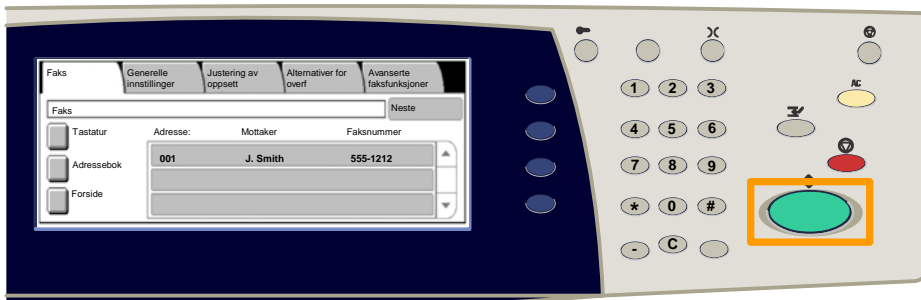 Faks
Generelle innstillinger
Justering av oppsett
Alternativer for overf
Avanserte faksfunksjoner
Faks
Neste
Tastatur
Adressebok
Forside
Adresse: Mottaker Faksnummer
001 J. Smith 555-1212
AC
1 2 3
4 5 6
7 8 9
* 0 #
- C